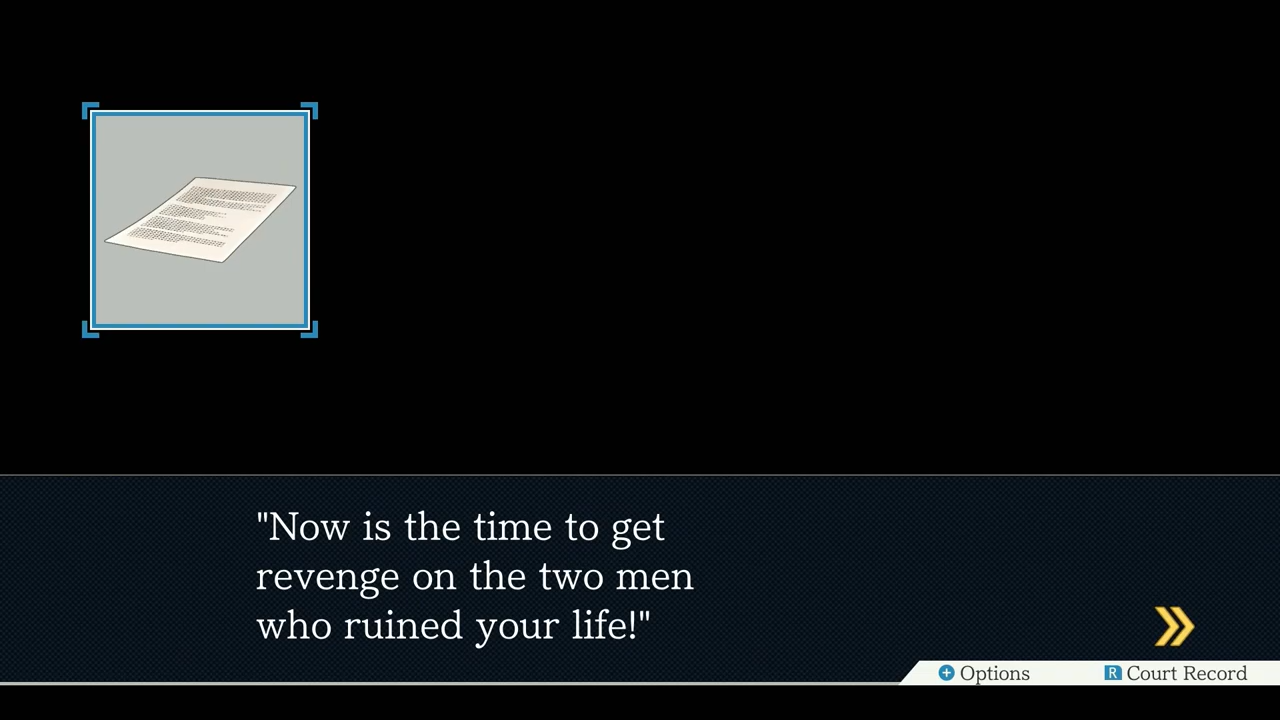 "Now is the time to get
revenge on the two men
who ruined your life!"
+ Options
R Court Record